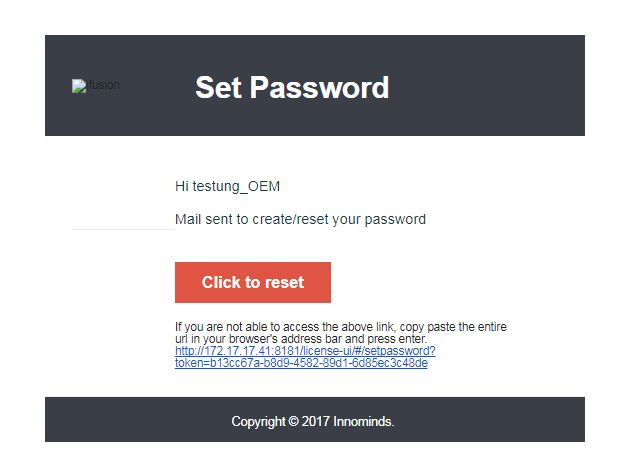 ifusion
Set Password
Hi testung_OEM
Mail sent to create/reset your password
Click to reset
If you are not able to access the above link, copy paste the entire
url in your browser's address bar and press enter.
http://172.17.17.41:8181/license-ui/#/setpassword?
token=b13cc67a-b8d9-4582-89d1-6d85ec3c48de
Copyright © 2017 Innominds.